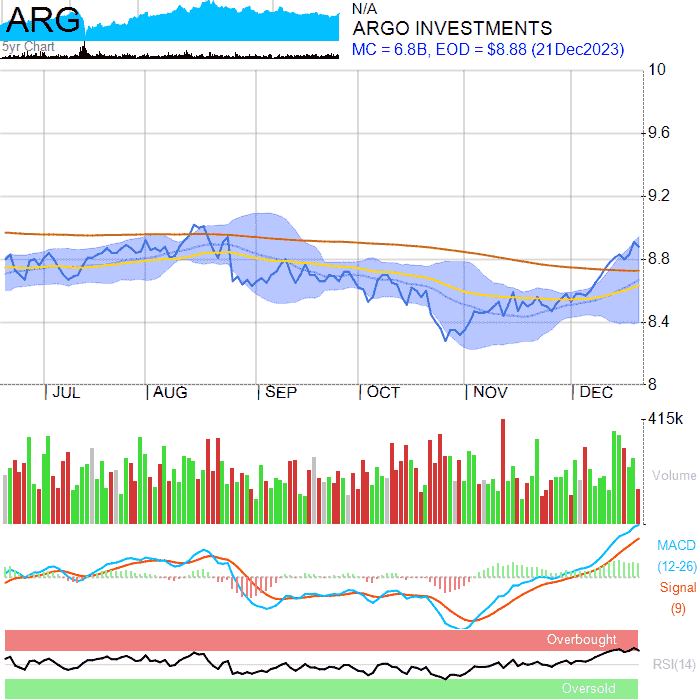 ARG
5yr Chart
N/A
ARGO INVESTMENTS
MC = 6.8B, EOD = $8.88 (21Dec2023)
10
9.6
9.2
8.8
8.4
8
JUL AUG SEP OCT NOV DEC
415k
Volume
MACD
(12-26)
Signal
(9)
Overbought
RSI(14)
Oversold